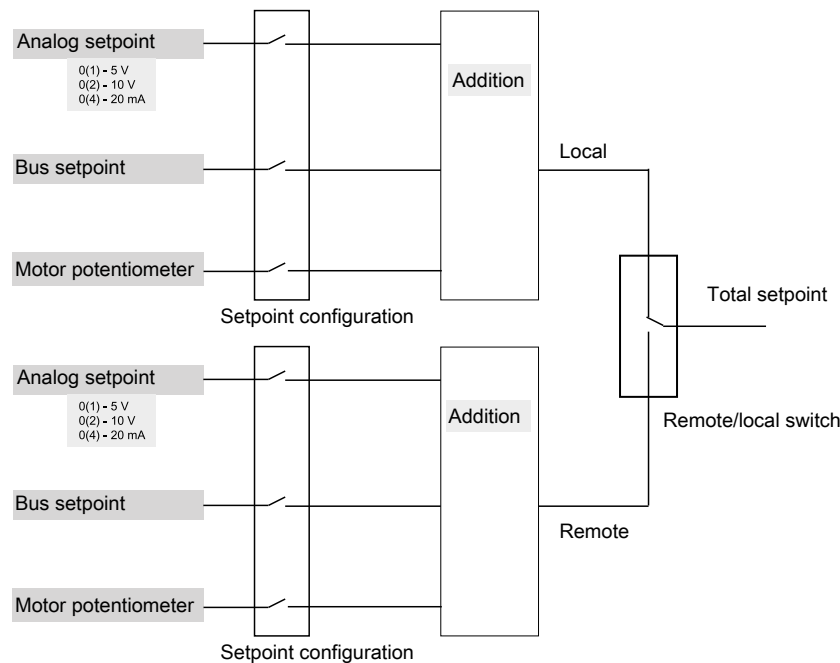 Analog setpoint
0(1) - 5 V
0(2) - 10 V
0(4) - 20 mA
Addition
Bus setpoint
Local
Motor potentiometer
Setpoint configuration
Total setpoint
Analog setpoint
0(1) - 5 V
0(2) - 10 V
0(4) - 20 mA
Addition
Remote/local switch
Bus setpoint
Remote
Motor potentiometer
Setpoint configuration